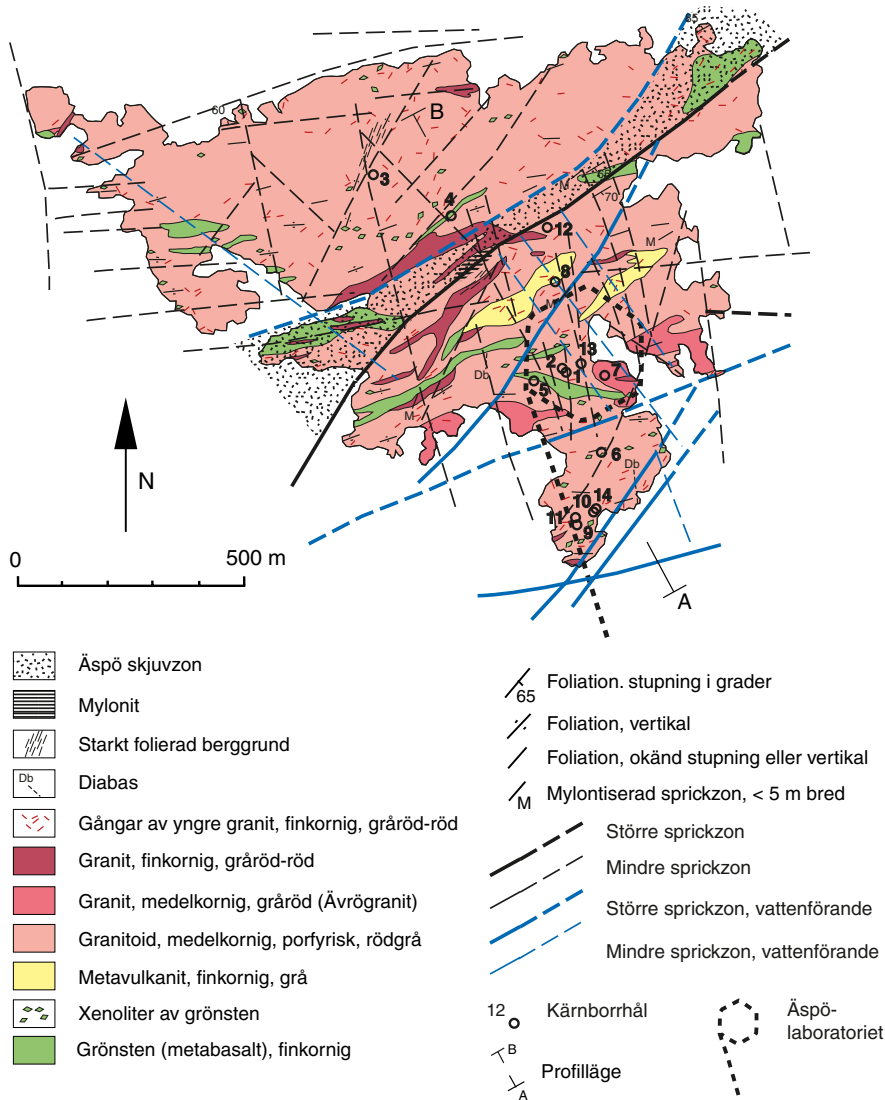 85
B
60
3
4
M
65
70
12
M
8
M
13
2
1
7
Db
5
M
6
Db
N
10
14
11
9
0
500 m
A
Äspö skjuvzon
Mylonit
Starkt folierad berggrund
Db
Diabas
Gångar av yngre granit, finkornig, gråröd-röd
Granit, finkornig, gråröd-röd
Granit, medelkornig, gråröd (Ävrögranit)
Granitoid, medelkornig, porfyrisk, rödgrå
Metavulkanit, finkornig, grå
Xenoliter av grönsten
Grönsten (metabasalt), finkornig
65
Foliation. stupning i grader
Foliation, vertikal
Foliation, okänd stupning eller vertikal
M
Mylontiserad sprickzon, < 5 m bred
Större sprickzon
Mindre sprickzon
Större sprickzon, vattenförande
Mindre sprickzon, vattenförande
12
Kärnborrhål
B
A
Profilläge
Äspö-
laboratoriet